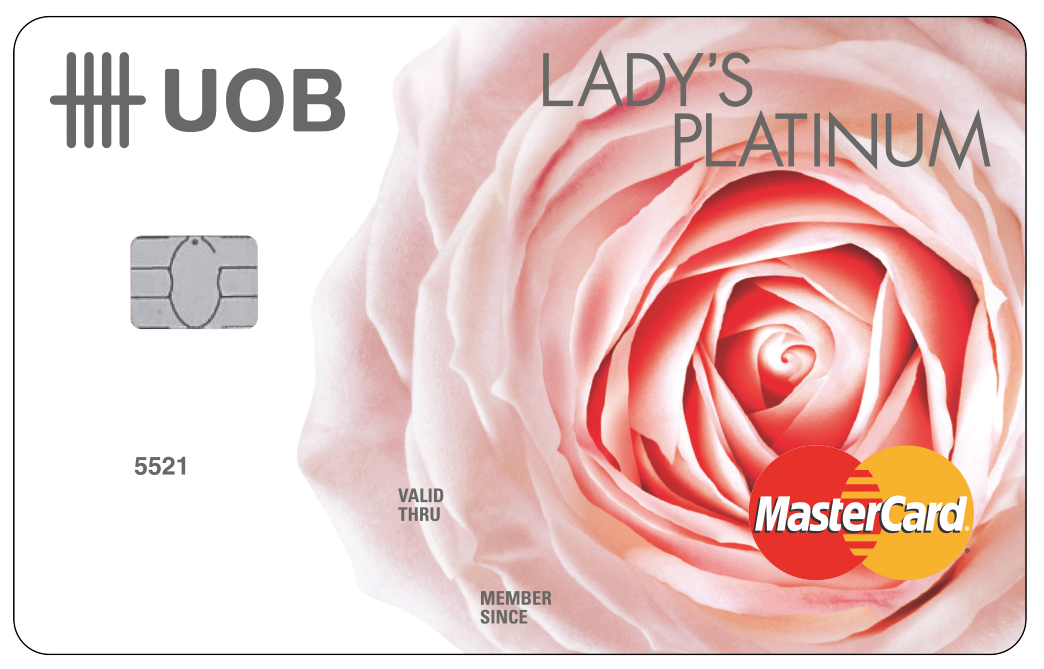 UOB
LADY'S
PLATINUM
5521
VALID
THRU
MasterCard
MEMBER
SINCE